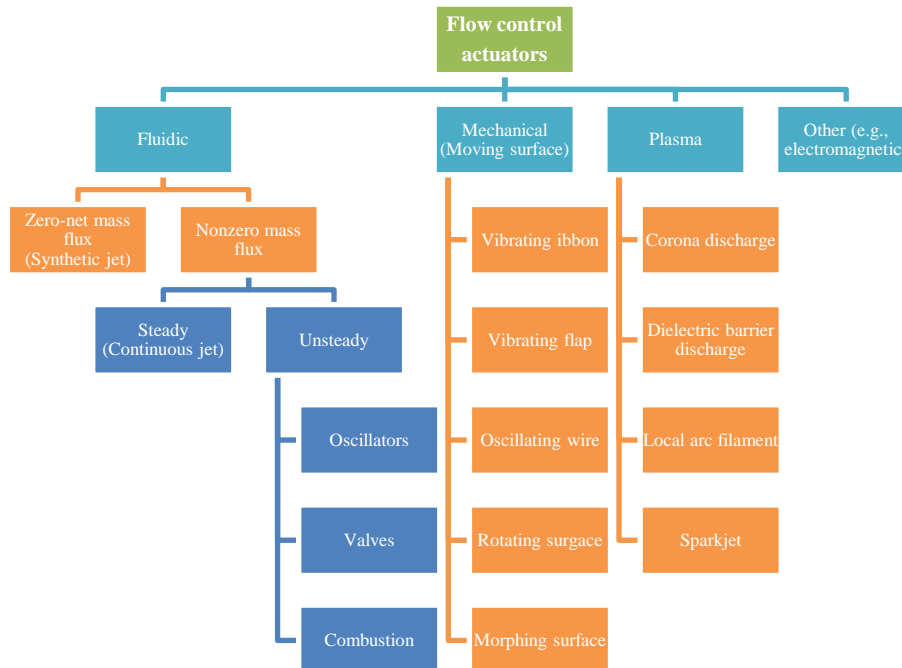 Flow control
actuators
Fluidic
Mechanical
(Moving surface)
Plasma
Other (e.g.,
electromagnetic
Zero-net mass
flux
(Synthetic jet)
Nonzero mass
flux
Vibrating ibbon
Corona discharge
Steady
(Continuous jet)
Unsteady
Vibrating flap
Dielectric barrier
discharge
Oscillators
Oscillating wire
Local arc filament
Valves
Rotating surgace
Sparkjet
Combustion
Morphing surface